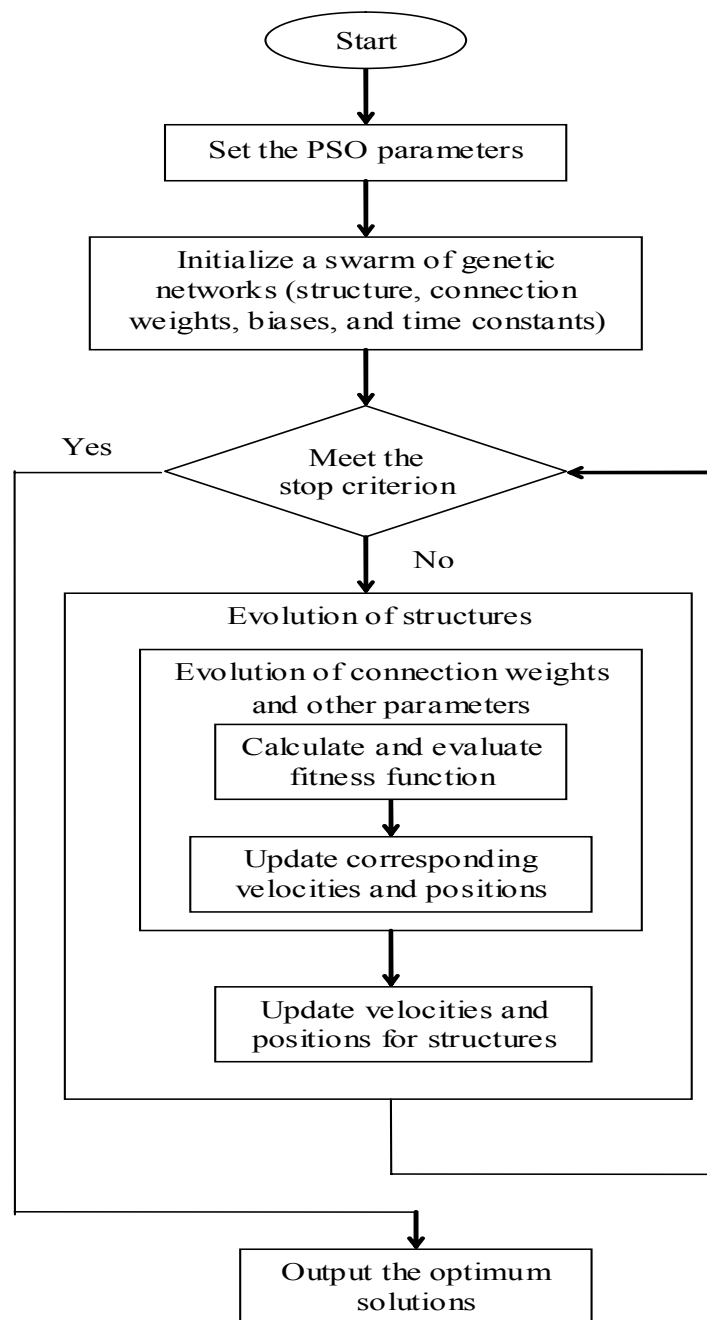 Start
Set the PSO parameters
Initialize a swarm of genetic
networks (structure, connection
weights, biases, and time constants)
Yes
Meet the
stop criterion
No
Evolution of structures
Evolution of connection weights
and other parameters
Calculate and evaluate
fitness function
Update corresponding
velocities and positions
Update velocities and
positions for structures
Output the optimum
solutions